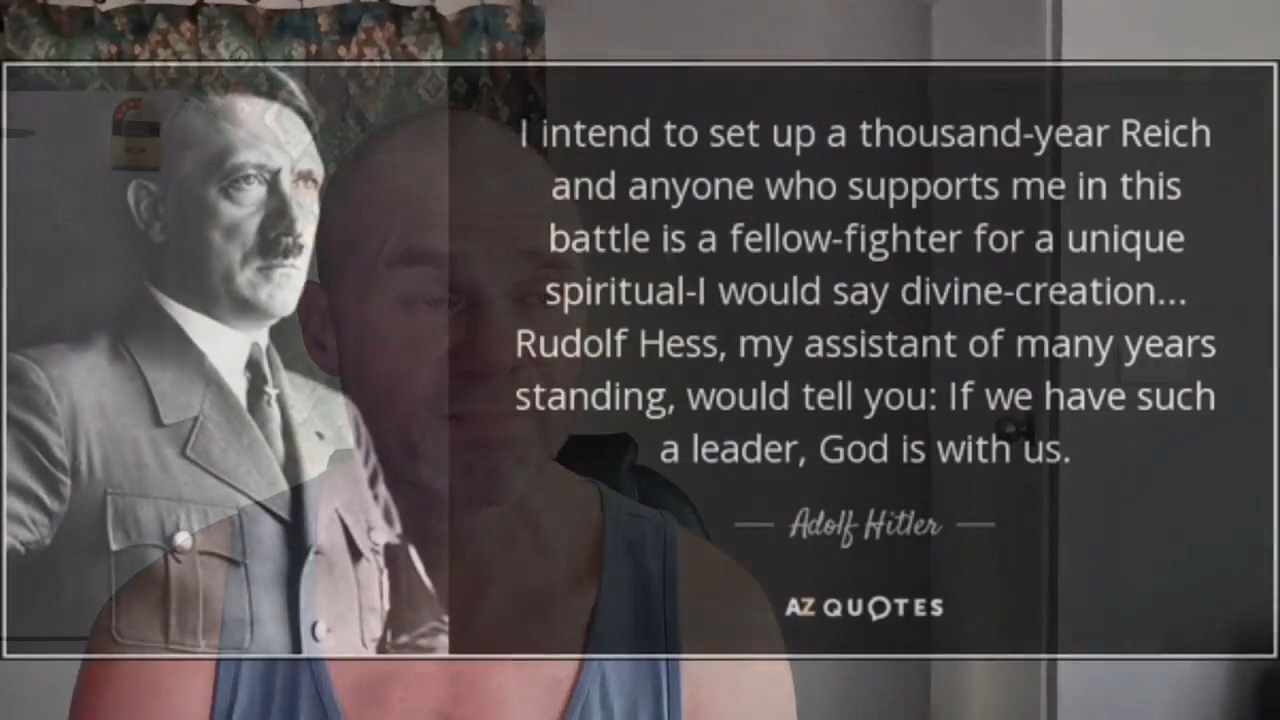 I intend to set up a thousand-year Reich
and anyone who supports me in this
battle is a fellow-fighter for a unique
spiritual-I would say divine-creation...
Rudolf Hess, my assistant of many years
standing, would tell you: If we have such
a leader, God is with us.
Adolf Hitler
AZ QUOTES